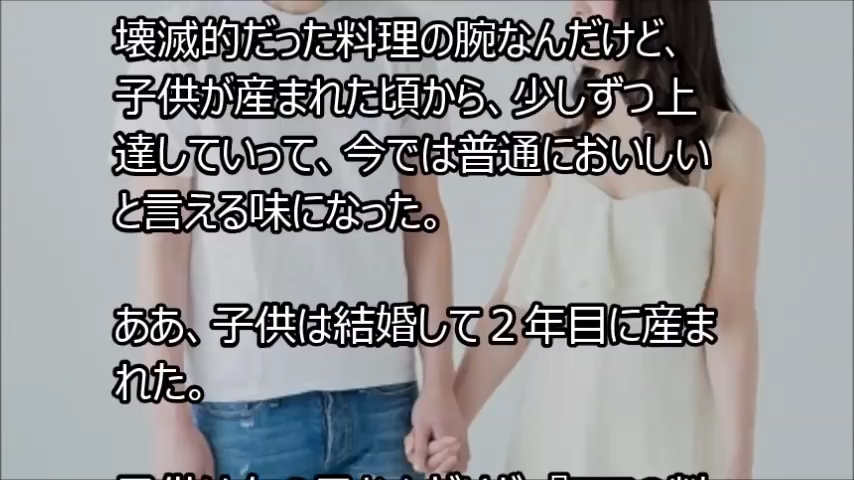 壊滅的だった料理の腕なんだけど、
子供が産まれた頃から、少しずつ上
達していって、今では普通においしい
と言える味になった。
ああ、子供は結婚して２年目に産ま
れた。